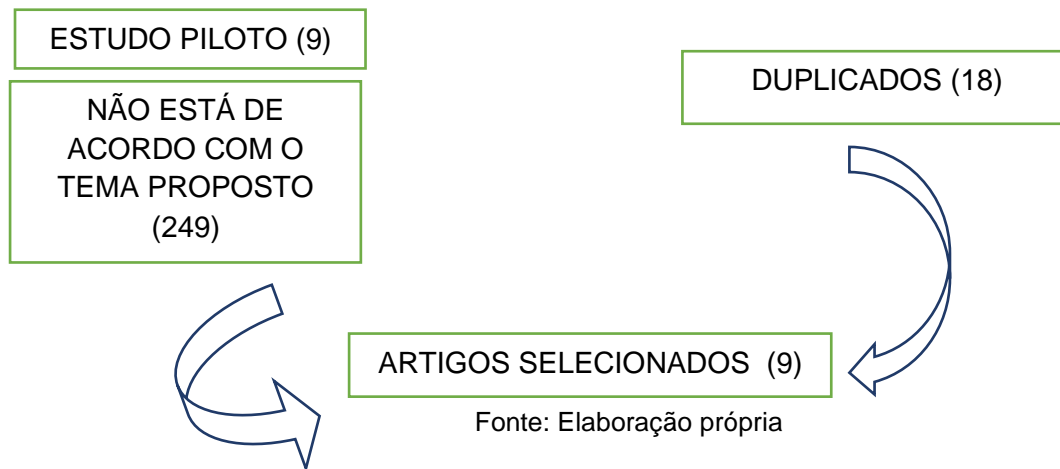 ESTUDO PILOTO (9)
NÃO ESTÁ DE
ACORDO COM O
TEMA PROPOSTO
(249)
DUPLICADOS (18)
ARTIGOS SELECIONADOS (9)
Fonte: Elaboração própria